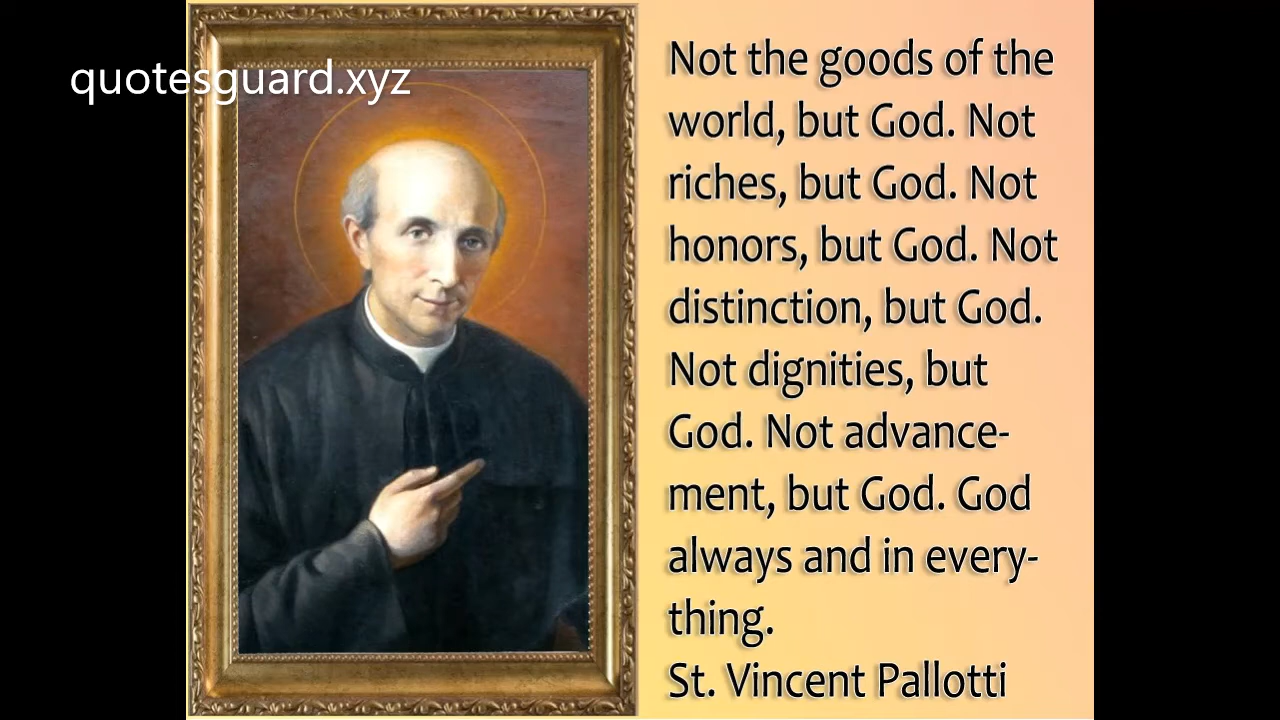 quotesguard.xyz
Not the goods of the
world, but God. Not
riches, but God. Not
honors, but God. Not
distinction, but God.
Not dignities, but
God. Not advance-
ment, but God. God
always and in every-
thing.
St. Vincent Pallotti